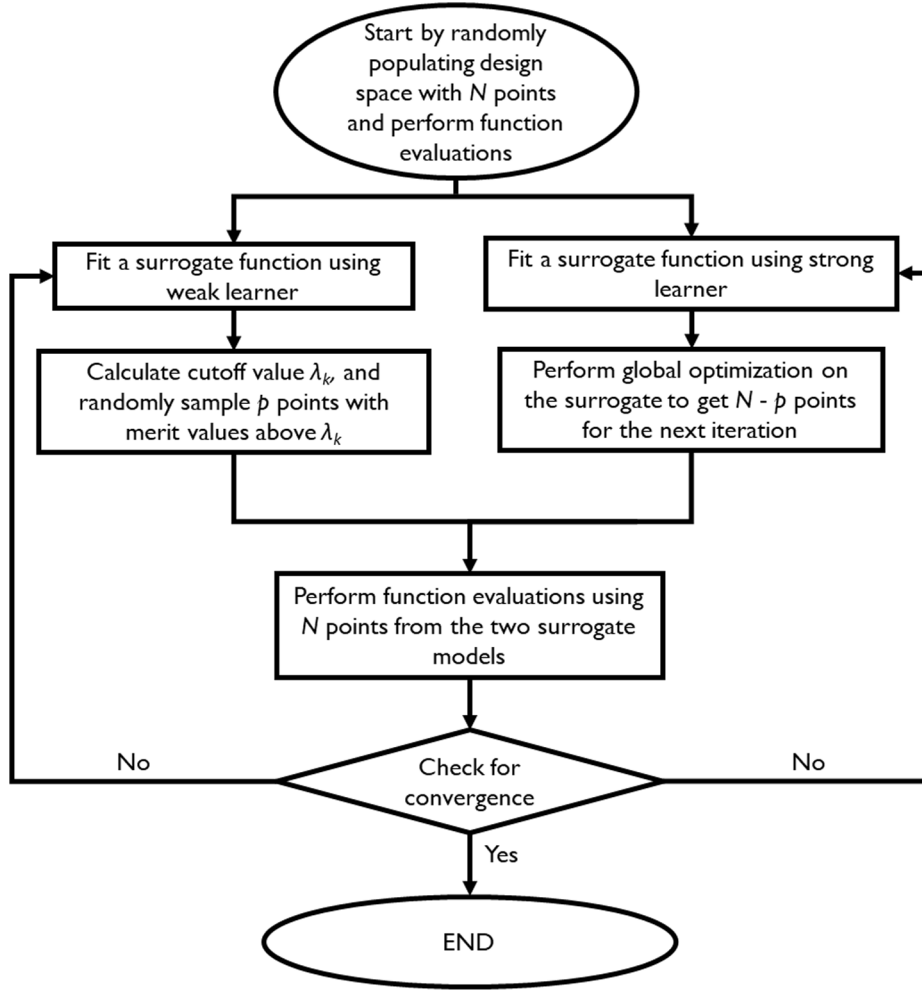 Start by randomly
populating design
space with N points
and perform function
evaluations
Fit a surrogate function using
weak learner
Fit a surrogate function using strong
learner
Calculate cutoff value λk, and
randomly sample p points with
merit values above λk
Perform global optimization on
the surrogate to get N - p points
for the next iteration
Perform function evaluations using
N points from the two surrogate
models
No
Check for
convergence
No
Yes
END